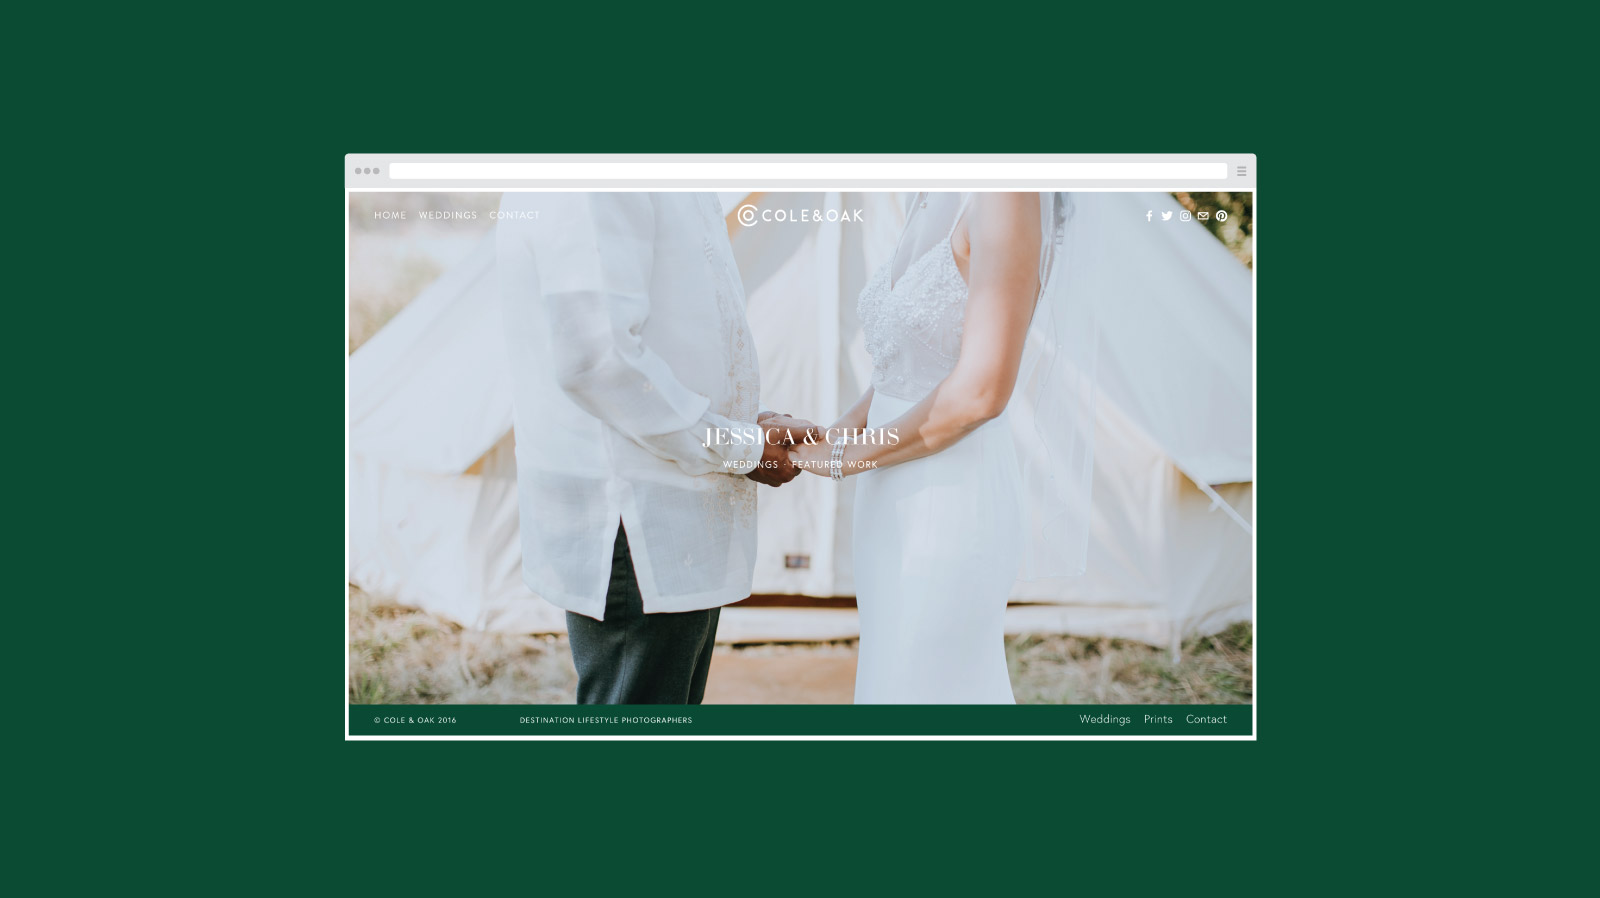 HOME WEDDINGS CONTACT
COLE&OAK
JESSICA & CHRIS
WEDDINGS · FEATURED WORK
© COLE & OAK 2016
DESTINATION LIFESTYLE PHOTOGRAPHERS
Weddings Prints Contact